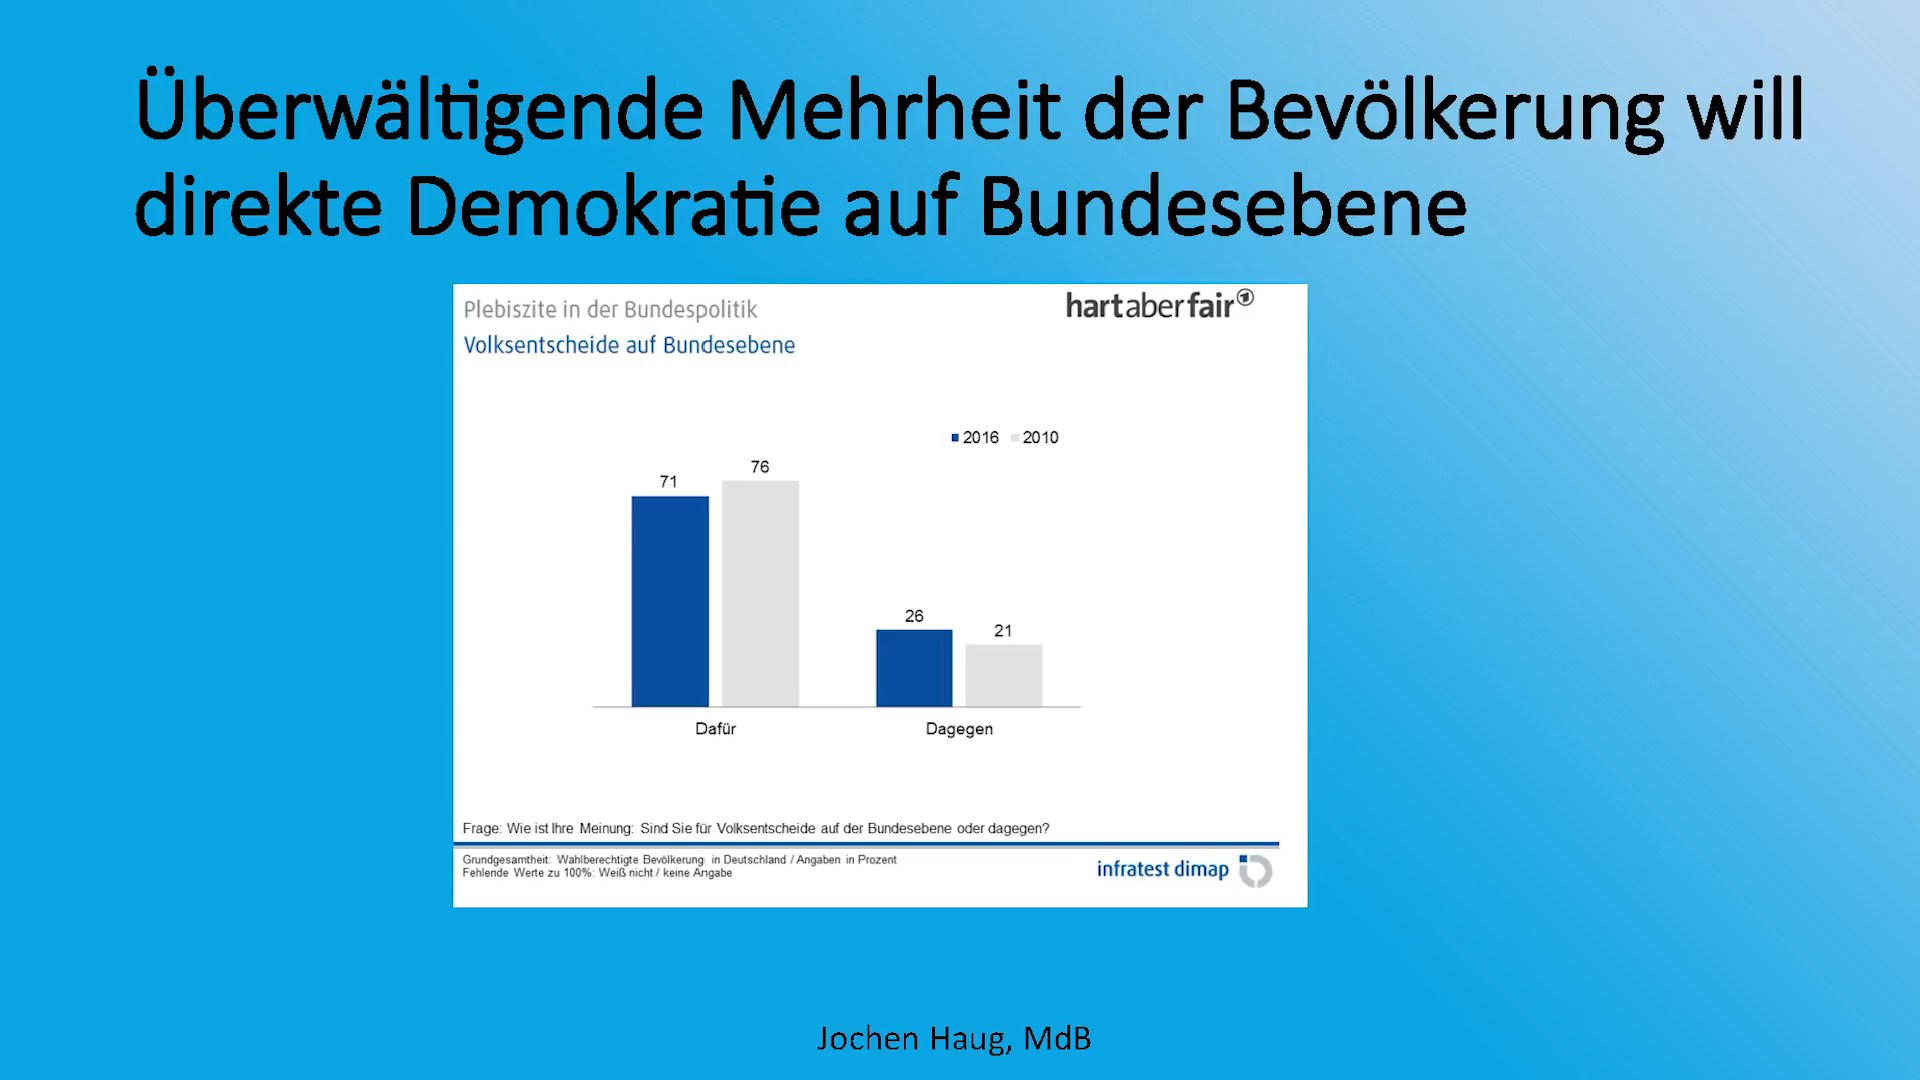 Überwältigende Mehrheit der Bevölkerung will
direkte Demokratie auf Bundesebene
Plebiszite in der Bundespolitik
hartaberfair
Volksentscheide auf Bundesebene
2016 2010
71 76
26 21
Dafür Dagegen
Frage: Wie ist Ihre Meinung: Sind Sie für Volksentscheide auf der Bundesebene oder dagegen?
Grundgesamtheit: Wahlberechtigte Bevölkerung in Deutschland / Angaben in Prozent
Fehlende Werte zu 100%: Weiß nicht / keine Angabe
infratest dimap
Jochen Haug, MdB